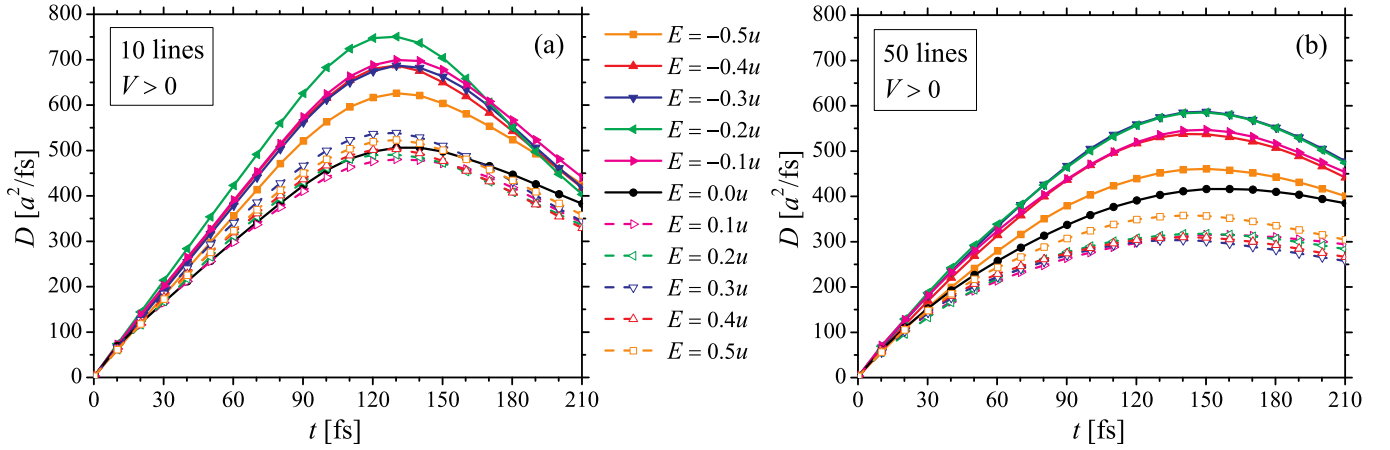 10 lines
V > 0
(a)
D [a²/fs]
800
700
600
500
400
300
200
100
0
0 30 60 90 120 150 180 210
t [fs]
E = −0.5u
E = −0.4u
E = −0.3u
E = −0.2u
E = −0.1u
E = 0.0u
E = 0.1u
E = 0.2u
E = 0.3u
E = 0.4u
E = 0.5u
50 lines
V > 0
(b)
D [a²/fs]
800
700
600
500
400
300
200
100
0
0 30 60 90 120 150 180 210
t [fs]